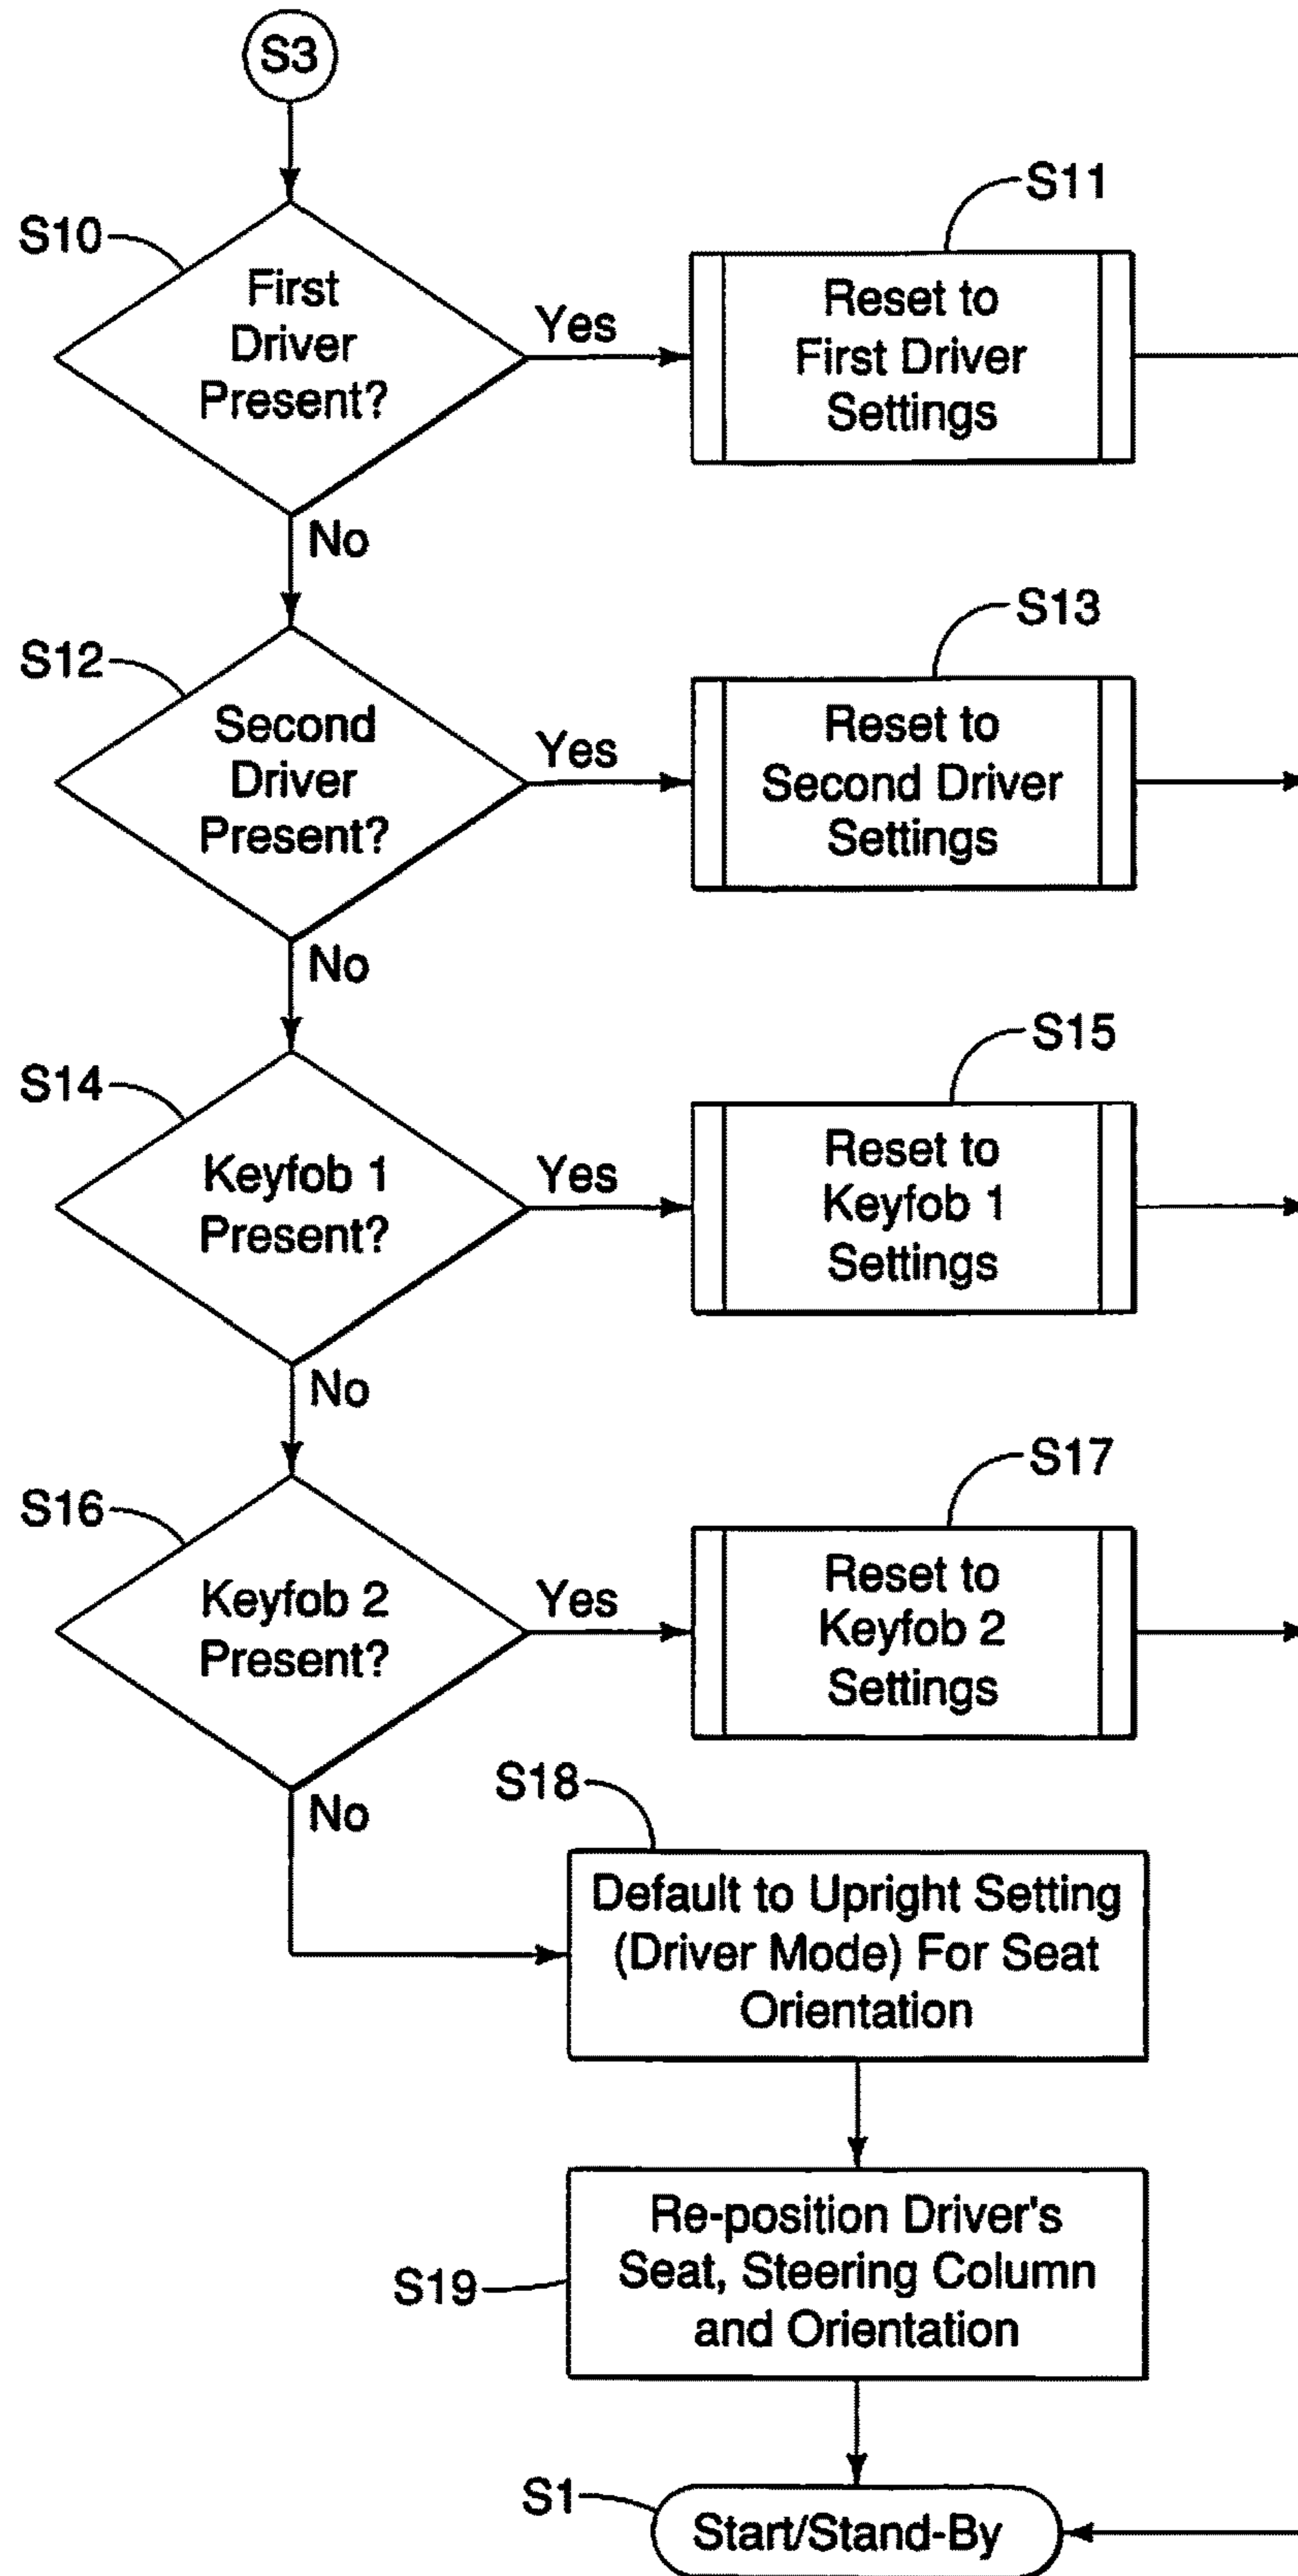 S3
S10
First
Driver
Present?
Yes
S11
Reset to
First Driver
Settings
No
S12
Second
Driver
Present?
Yes
S13
Reset to
Second Driver
Settings
No
S14
Keyfob 1
Present?
Yes
S15
Reset to
Keyfob 1
Settings
No
S16
Keyfob 2
Present?
Yes
S17
Reset to
Keyfob 2
Settings
No
S18
Default to Upright Setting
(Driver Mode) For Seat
Orientation
S19
Re-position Driver's
Seat, Steering Column
and Orientation
S1
Start/Stand-By